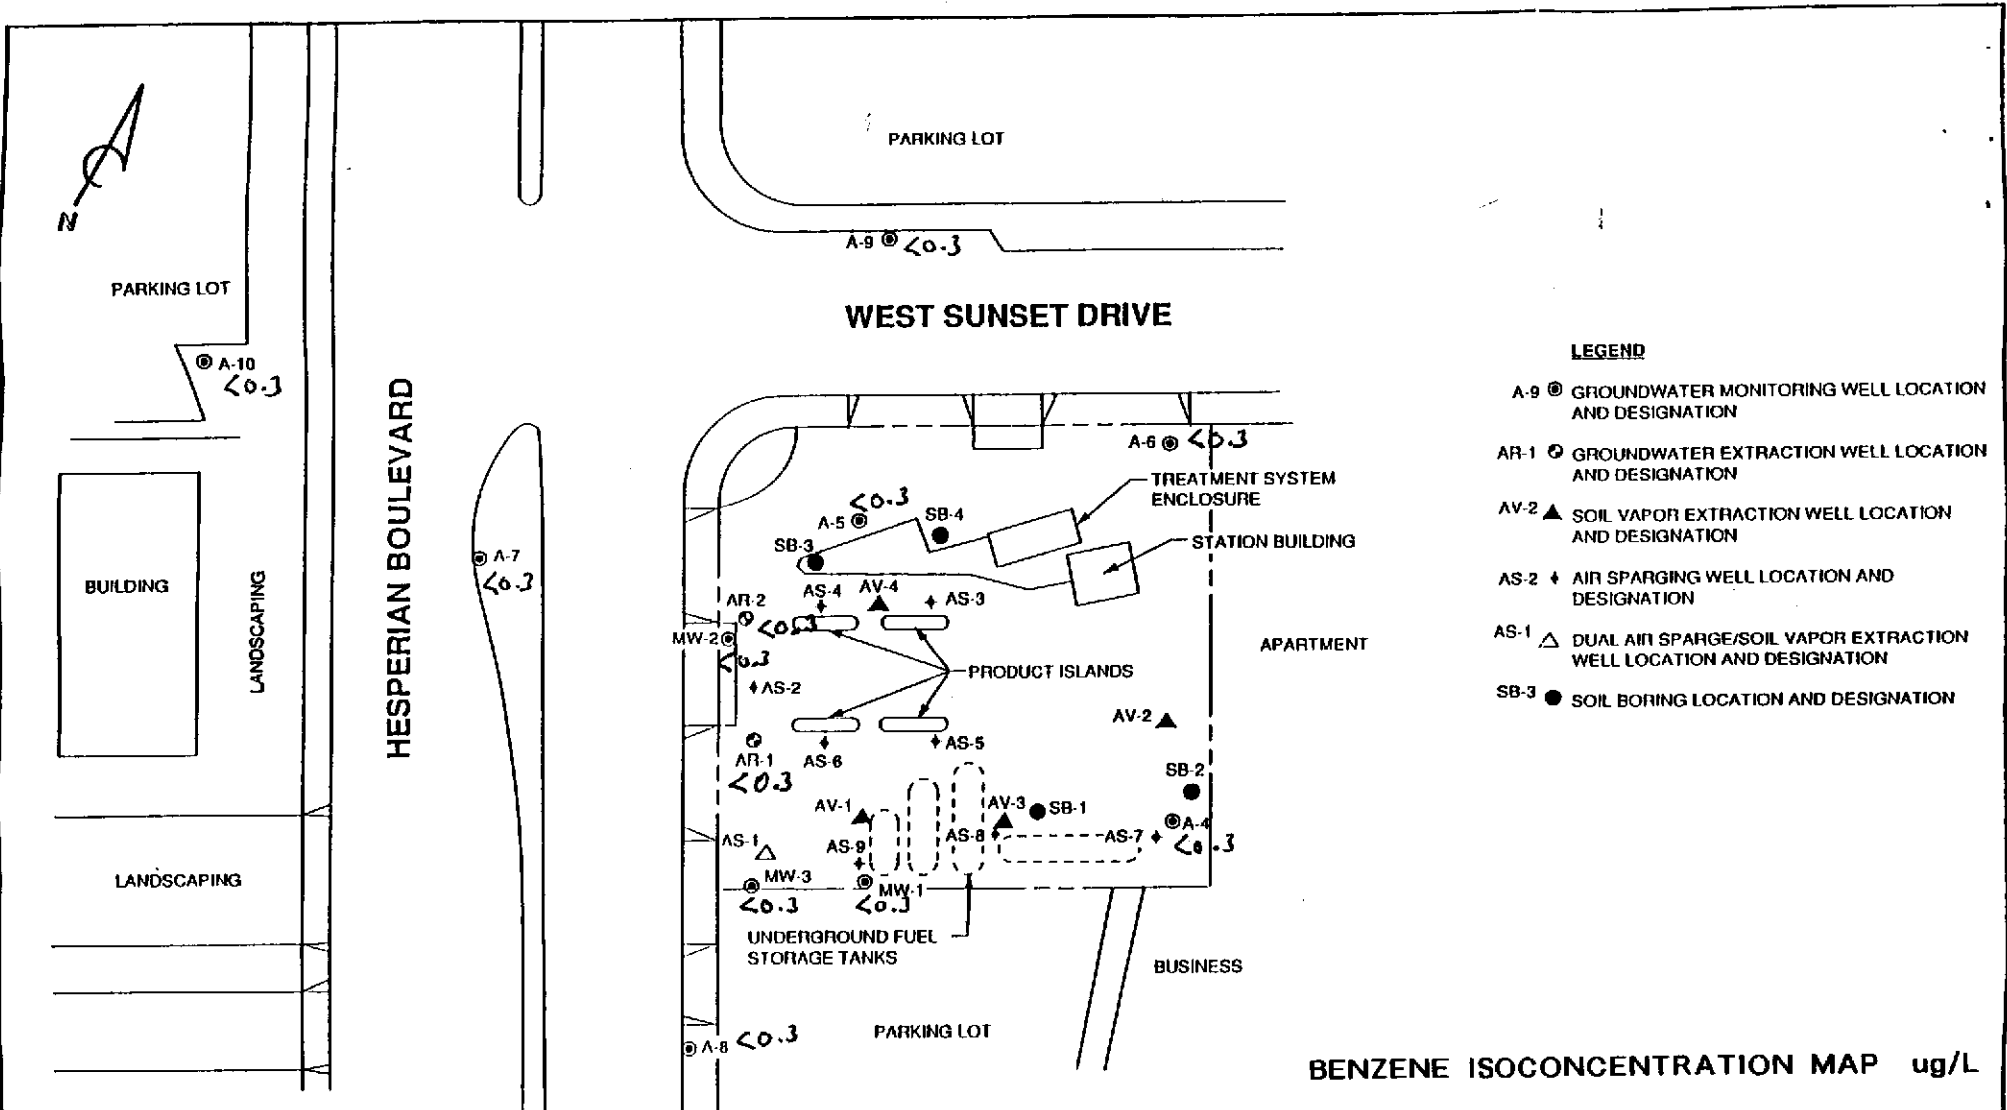 N
PARKING LOT
A-10
<0.3
BUILDING
LANDSCAPING
LANDSCAPING
HESPERIAN BOULEVARD
A-7
<0.3
PARKING LOT
A-9 <0.3
WEST SUNSET DRIVE
A-6 <0.3
TREATMENT SYSTEM
ENCLOSURE
STATION BUILDING
<0.3
A-5
SB-4
SB-3
AS-4
AV-4
AS-3
AR-2
<0.3
MW-2
<0.3
AS-2
PRODUCT ISLANDS
APARTMENT
AV-2
AR-1
<0.3
AS-6
AS-5
SB-2
AV-1
AV-3
SB-1
AS-1
AS-9
AS-8
AS-7
A-4
<0.3
MW-3
<0.3
MW-1
<0.3
UNDERGROUND FUEL
STORAGE TANKS
BUSINESS
A-8 <0.3
PARKING LOT
LEGEND
A-9 GROUNDWATER MONITORING WELL LOCATION
AND DESIGNATION
AR-1 GROUNDWATER EXTRACTION WELL LOCATION
AND DESIGNATION
AV-2 SOIL VAPOR EXTRACTION WELL LOCATION
AND DESIGNATION
AS-2 AIR SPARGING WELL LOCATION AND
DESIGNATION
AS-1 DUAL AIR SPARGE/SOIL VAPOR EXTRACTION
WELL LOCATION AND DESIGNATION
SB-3 SOIL BORING LOCATION AND DESIGNATION
BENZENE ISOCONCENTRATION MAP ug/L